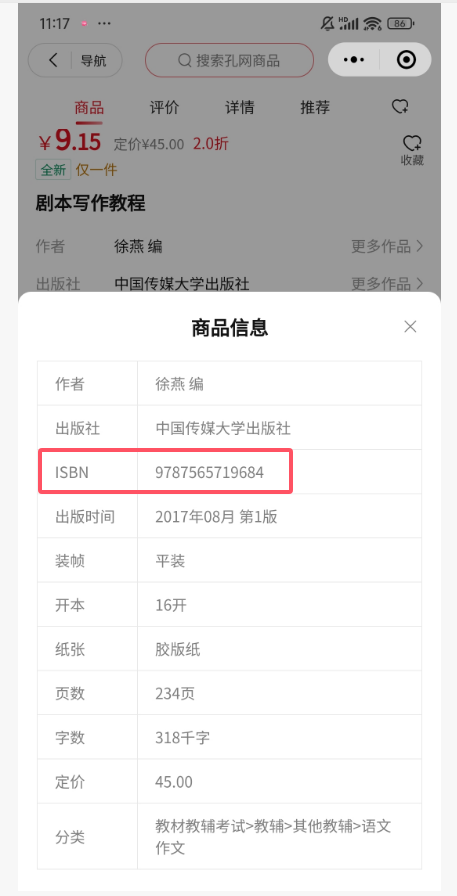 11:17
HD
86
导航
搜索孔网商品
商品 评价 详情 推荐
¥9.15 定价¥45.00 2.0折
收藏
全新 仅一件
剧本写作教程
作者 徐燕 编 更多作品
出版社 中国传媒大学出版社 更多作品
商品信息
作者 徐燕 编
出版社 中国传媒大学出版社
ISBN 9787565719684
出版时间 2017年08月 第1版
装帧 平装
开本 16开
纸张 胶版纸
页数 234页
字数 318千字
定价 45.00
分类 教材教辅考试>教辅>其他教辅>语文
作文